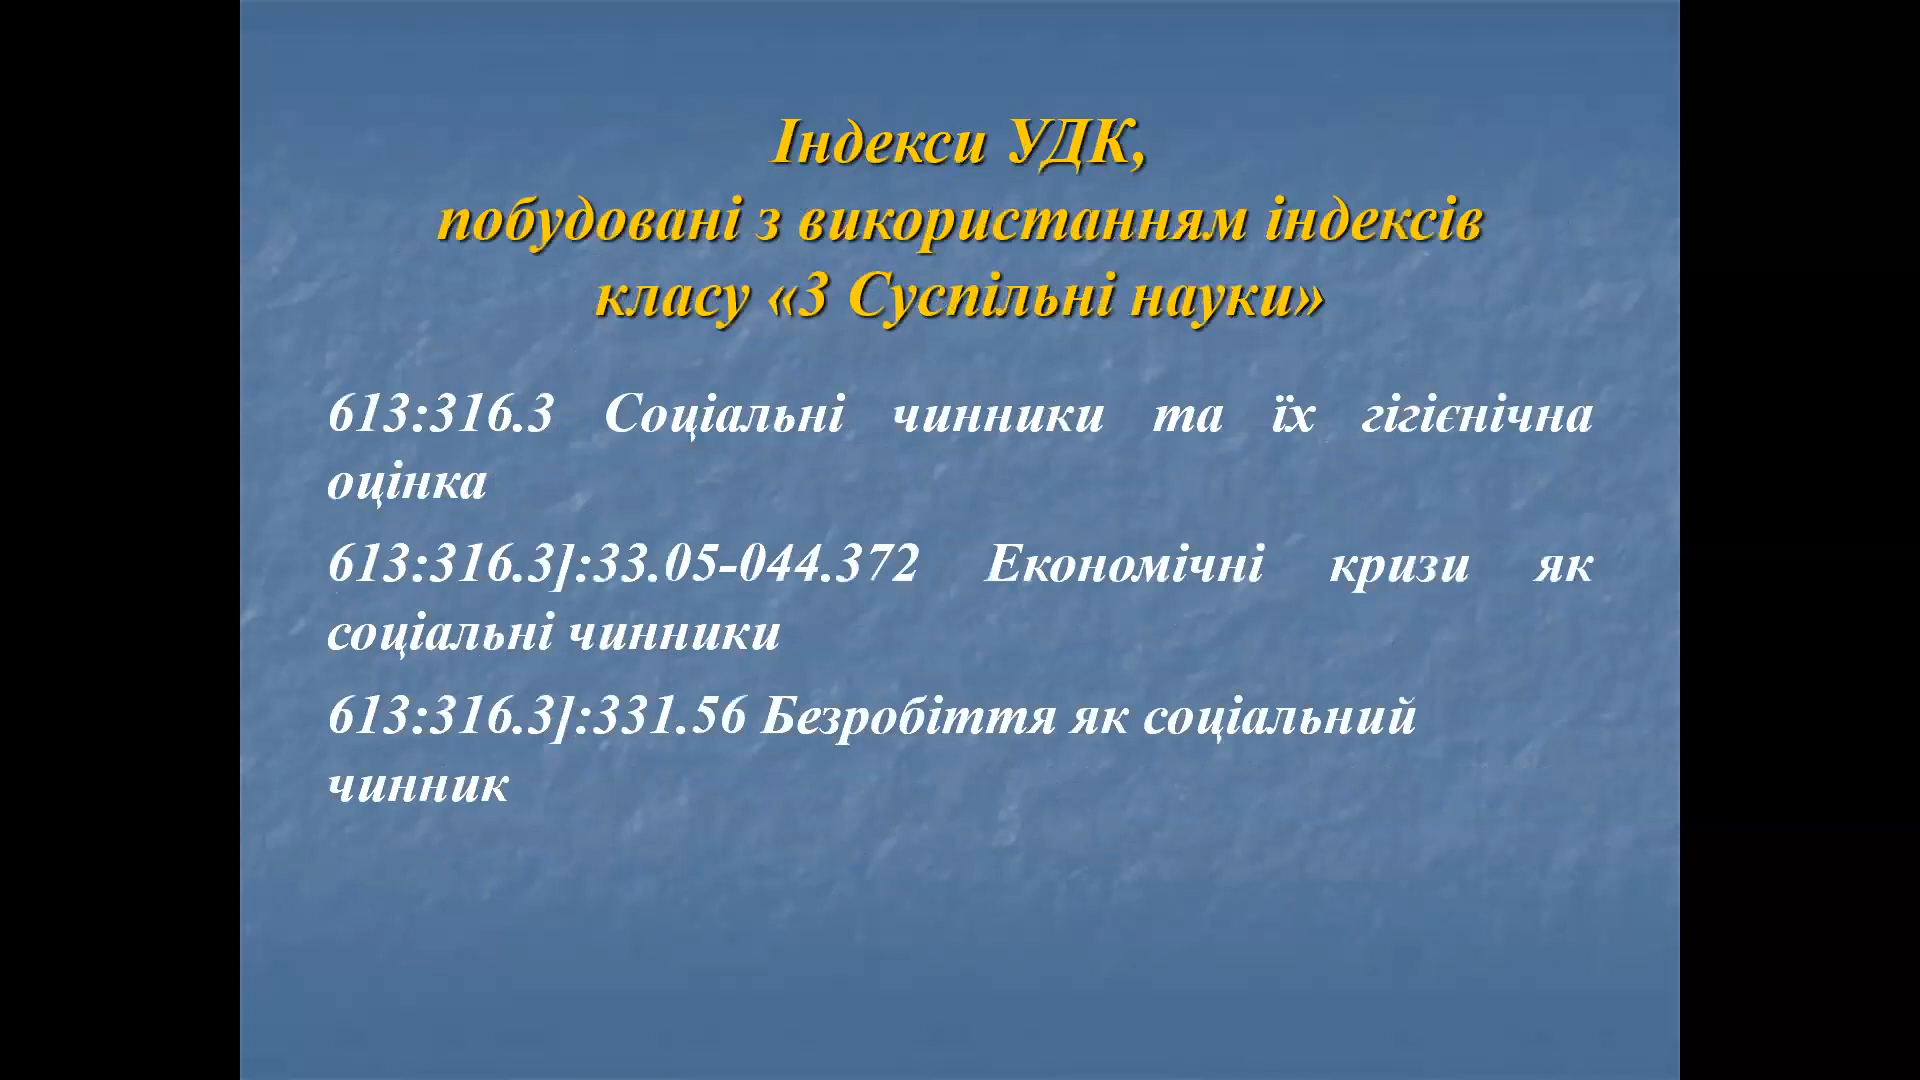 Індекси УДК,
побудовані з використанням індексів
класу «3 Суспільні науки»
613:316.3 Соціальні чинники та їх гігієнічна
оцінка
613:316.3]:33.05-044.372 Економічні кризи як
соціальні чинники
613:316.3]:331.56 Безробіття як соціальний
чинник